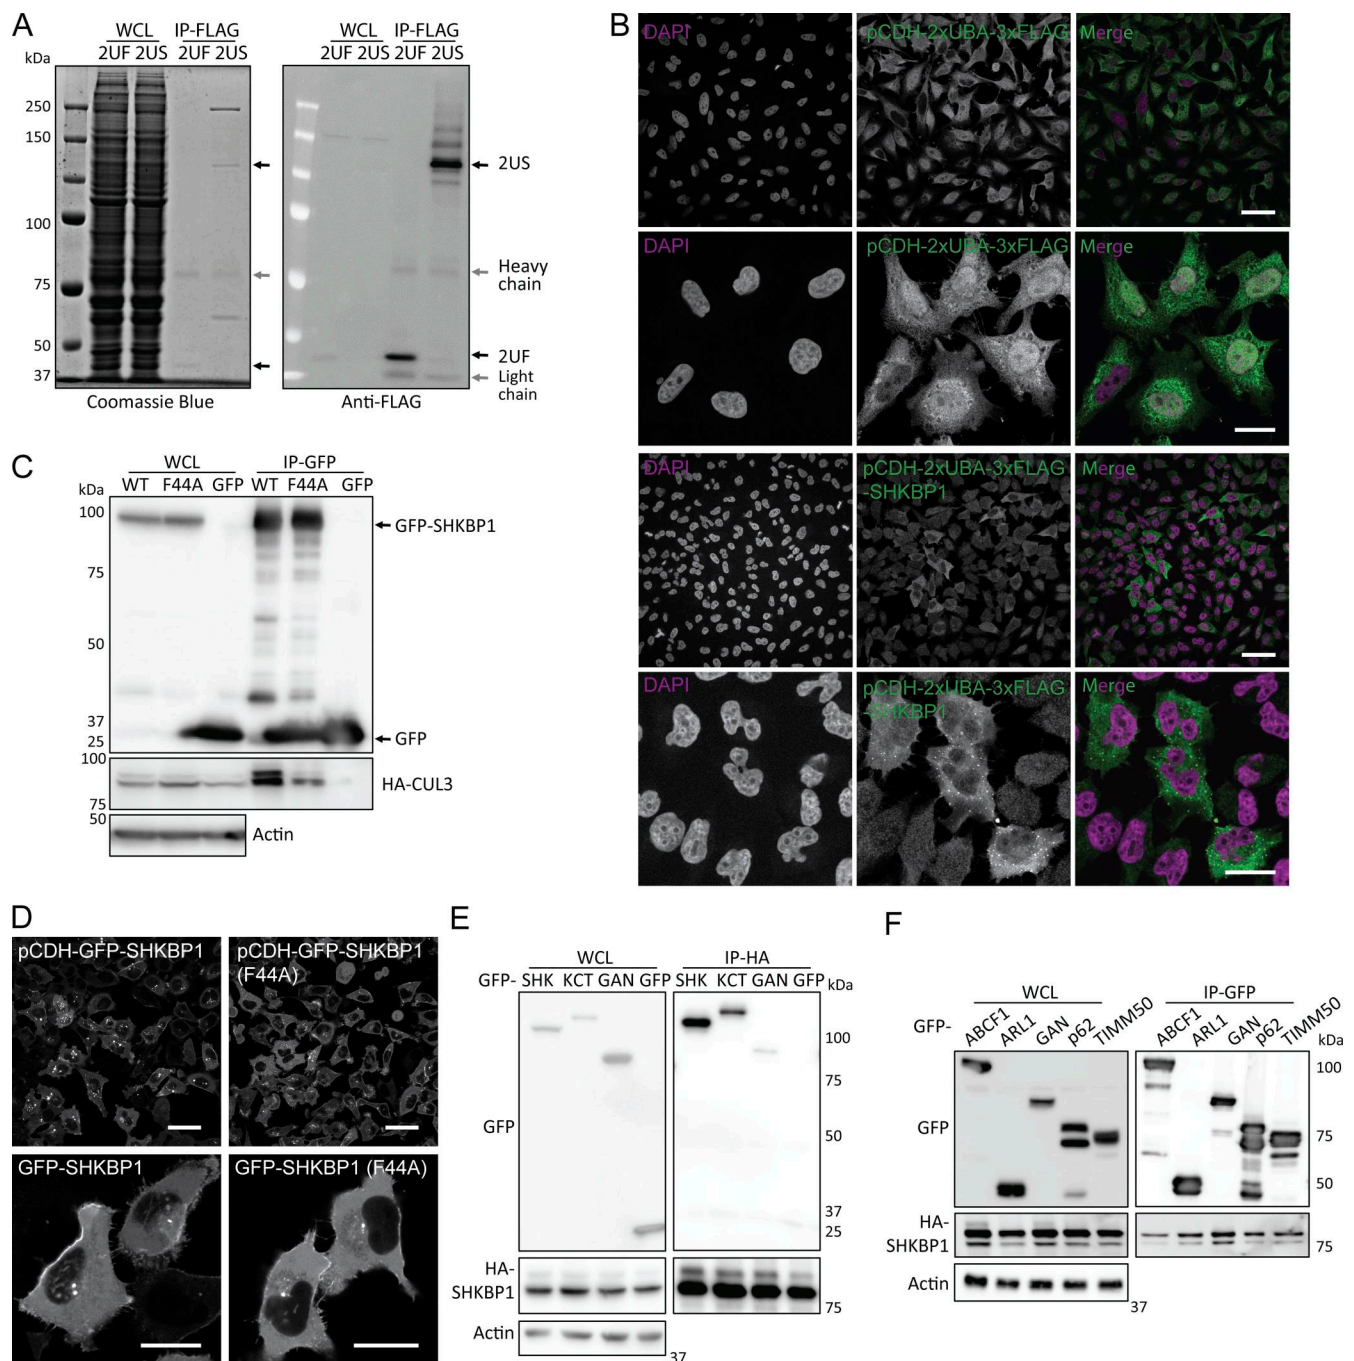 A
WCL IP-FLAG
2UF 2US 2UF 2US
kDa
250
150
100
75
50
37
Coomassie Blue
WCL IP-FLAG
2UF 2US 2UF 2US
2US
Heavy
chain
2UF
Light
chain
Anti-FLAG
B
DAPI pCDH-2xUBA-3xFLAG Merge
DAPI pCDH-2xUBA-3xFLAG Merge
DAPI pCDH-2xUBA-3xFLAG Merge
-SHKBP1
DAPI pCDH-2xUBA-3xFLAG Merge
-SHKBP1
C
WCL IP-GFP
WT F44A GFP WT F44A GFP
kDa
100
75
50
37
25
GFP-SHKBP1
GFP
100
75
HA-CUL3
50
Actin
D
pCDH-GFP-SHKBP1
pCDH-GFP-SHKBP1
(F44A)
GFP-SHKBP1
GFP-SHKBP1 (F44A)
E
WCL IP-HA
GFP- SHK KCT GAN GFP SHK KCT GAN GFP kDa
GFP
100
75
50
37
25
HA-
SHKBP1
75
Actin
37
F
WCL IP-GFP
GFP- ABCF1 ARL1 GAN p62 TIMM50 ABCF1 ARL1 GAN p62 TIMM50
kDa
GFP
100
75
50
HA-
SHKBP1
75
Actin
37